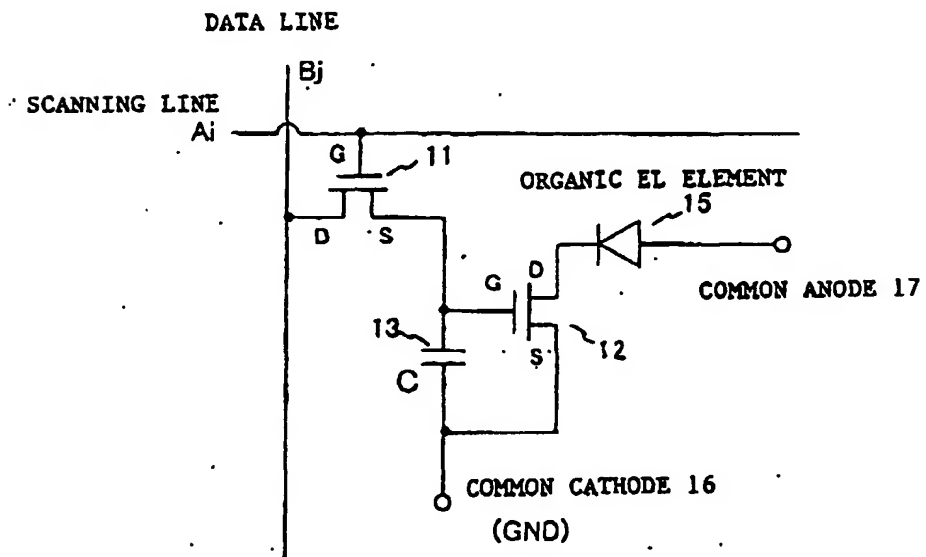 DATA LINE
Bj
SCANNING LINE
Ai
G
11
D
S
ORGANIC EL ELEMENT
15
COMMON ANODE 17
G
D
S
12
13
C
COMMON CATHODE 16
(GND)